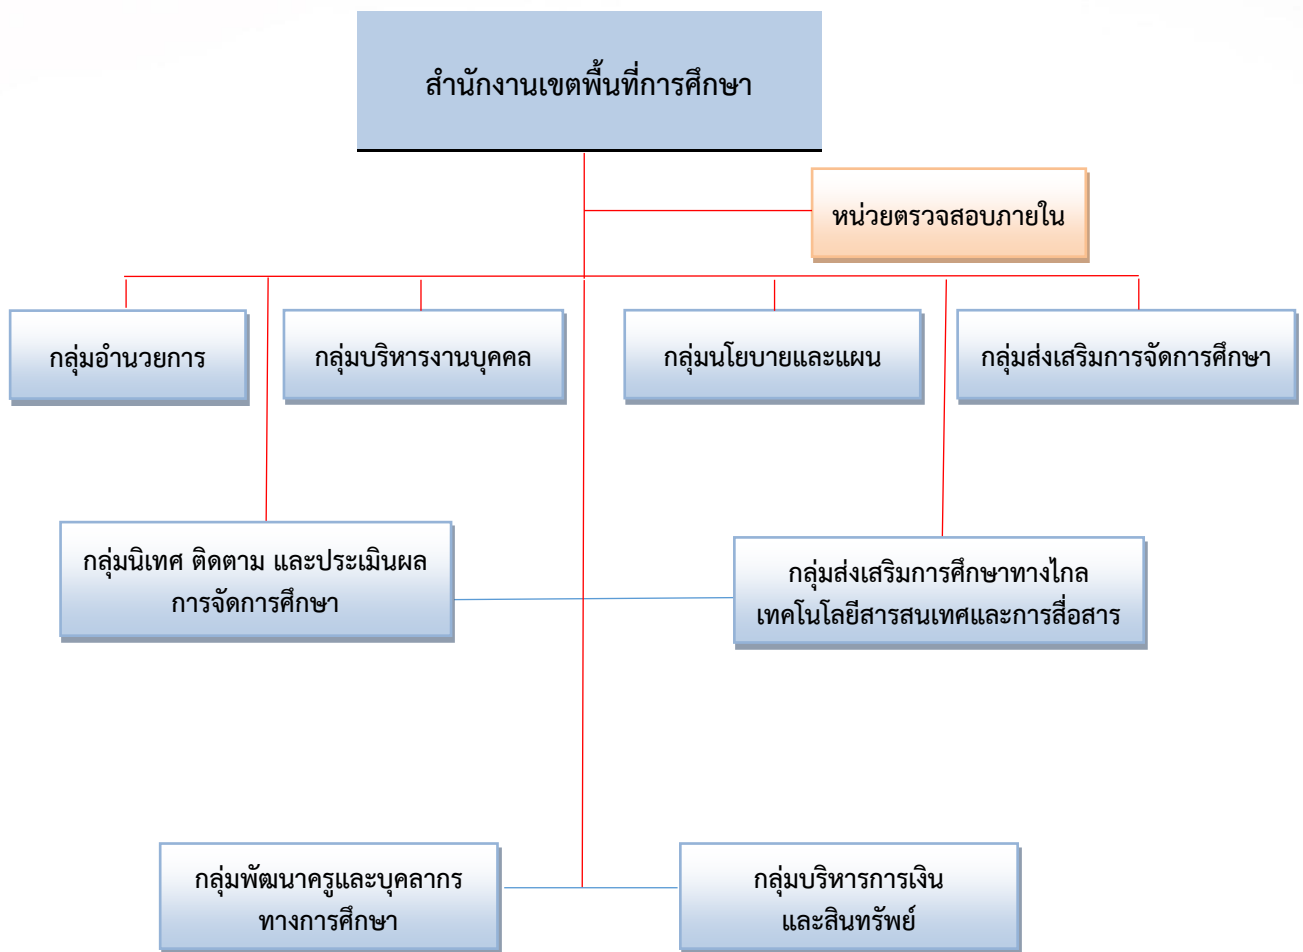 สำนักงานเขตพื้นที่การศึกษา
หน่วยตรวจสอบภายใน
กลุ่มอำนวยการ
กลุ่มบริหารงานบุคคล
กลุ่มนโยบายและแผน
กลุ่มส่งเสริมการจัดการศึกษา
กลุ่มนิเทศ ติดตาม และประเมินผล
การจัดการศึกษา
กลุ่มส่งเสริมการศึกษาทางไกล
เทคโนโลยีสารสนเทศและการสื่อสาร
กลุ่มพัฒนาครูและบุคลากร
ทางการศึกษา
กลุ่มบริหารการเงิน
และสินทรัพย์